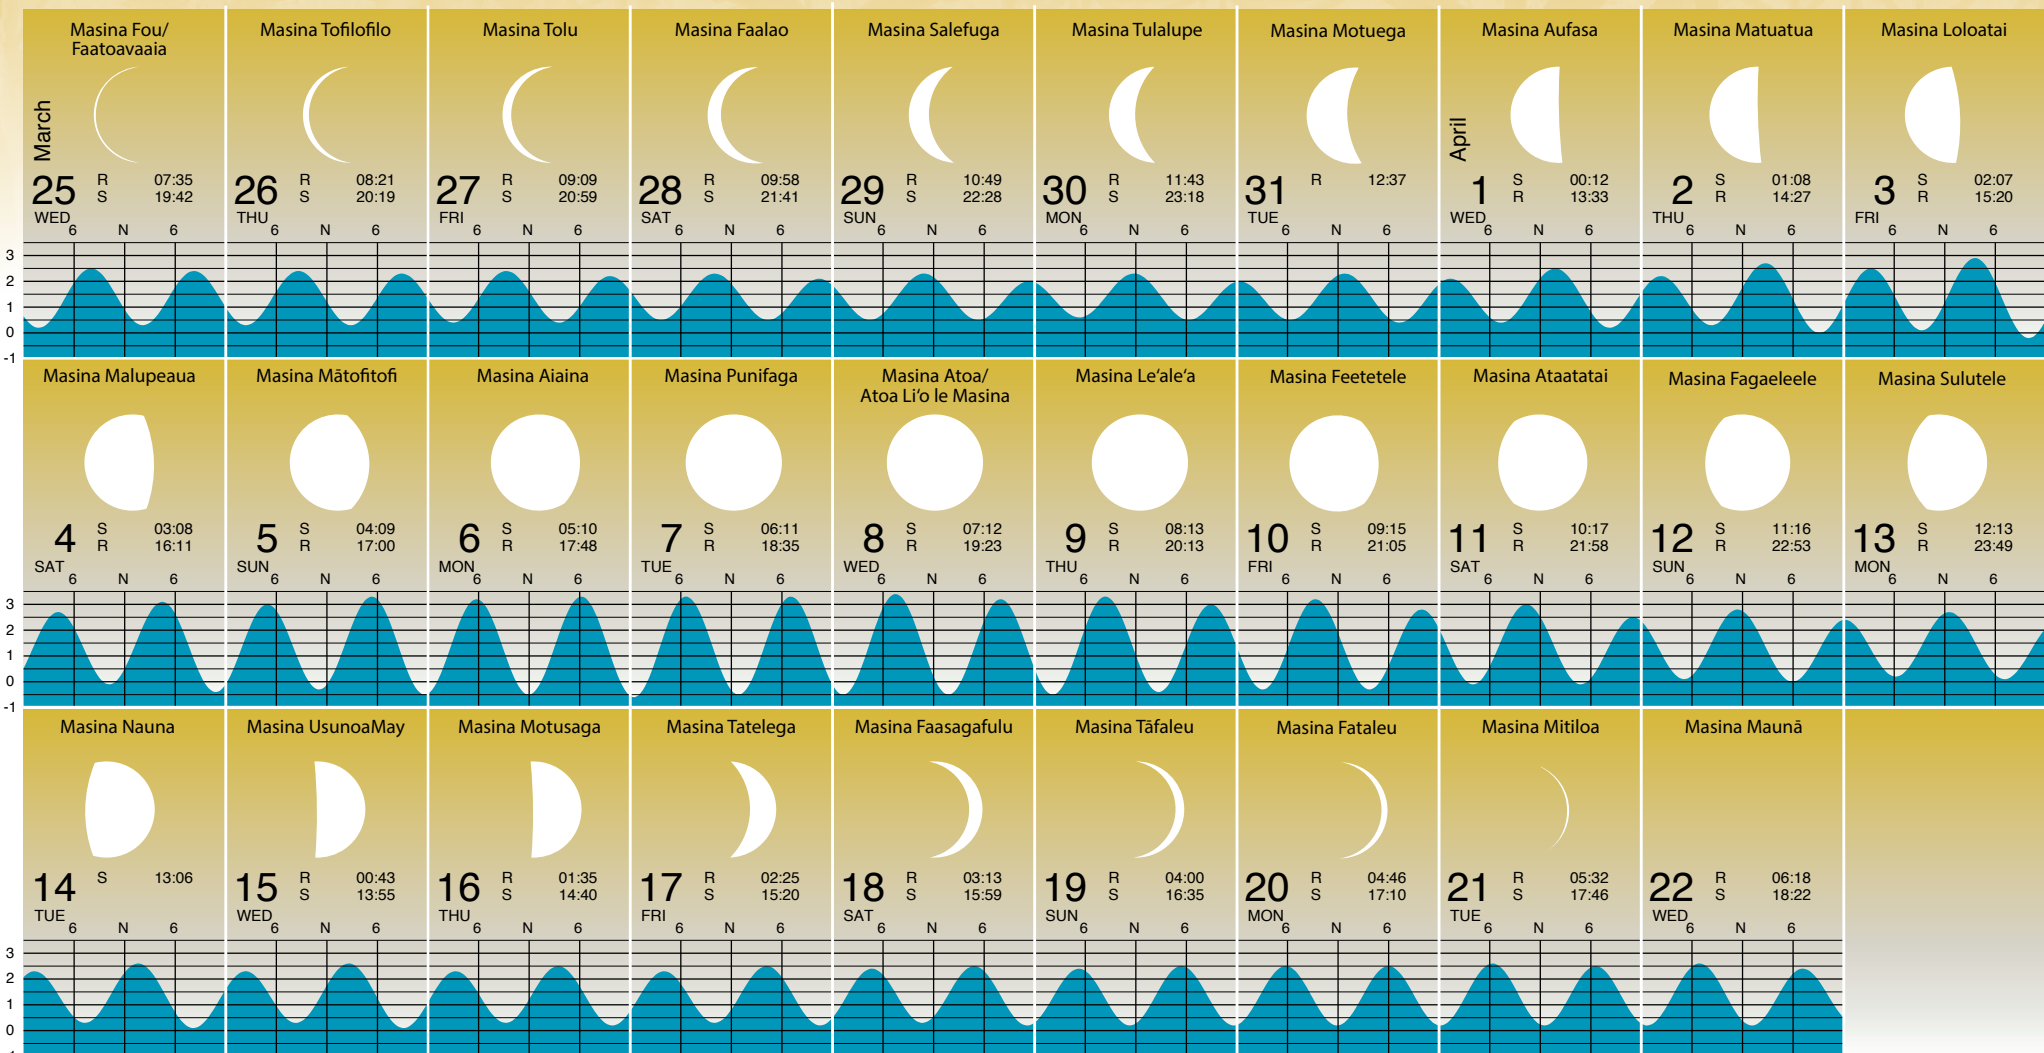 Masina Fou/
Faatoavaaia
March
25
WED
R 07:35
S 19:42
6 N 6
Masina Tofilofilo
26
THU
R 08:21
S 20:19
6 N 6
Masina Tolu
27
FRI
R 09:09
S 20:59
6 N 6
Masina Faalao
28
SAT
R 09:58
S 21:41
6 N 6
Masina Salefuga
29
SUN
R 10:49
S 22:28
6 N 6
Masina Tulalupe
30
MON
R 11:43
S 23:18
6 N 6
Masina Motuega
31
TUE
R 12:37
6 N 6
Masina Aufasa
April
1
WED
S 00:12
R 13:33
6 N 6
Masina Matuatua
2
THU
S 01:08
R 14:27
6 N 6
Masina Loloatai
3
FRI
S 02:07
R 15:20
6 N 6
3
2
1
0
-1
Masina Malupeaua
4
SAT
S 03:08
R 16:11
6 N 6
Masina Mātofitofi
5
SUN
S 04:09
R 17:00
6 N 6
Masina Aiaina
6
MON
S 05:10
R 17:48
6 N 6
Masina Punifaga
7
TUE
S 06:11
R 18:35
6 N 6
Masina Atoa/
Atoa Li‘o le Masina
8
WED
S 07:12
R 19:23
6 N 6
Masina Le‘ale‘a
9
THU
S 08:13
R 20:13
6 N 6
Masina Feetetele
10
FRI
S 09:15
R 21:05
6 N 6
Masina Ataatatai
11
SAT
S 10:17
R 21:58
6 N 6
Masina Fagaeleele
12
SUN
S 11:16
R 22:53
6 N 6
Masina Sulutele
13
MON
S 12:13
R 23:49
6 N 6
3
2
1
0
-1
Masina Nauna
14
TUE
S 13:06
6 N 6
Masina UsunoaMay
15
WED
R 00:43
S 13:55
6 N 6
Masina Motusaga
16
THU
R 01:35
S 14:40
6 N 6
Masina Tatelega
17
FRI
R 02:25
S 15:20
6 N 6
Masina Faasagafulu
18
SAT
R 03:13
S 15:59
6 N 6
Masina Tāfaleu
19
SUN
R 04:00
S 16:35
6 N 6
Masina Fataleu
20
MON
R 04:46
S 17:10
6 N 6
Masina Mitiloa
21
TUE
R 05:32
S 17:46
6 N 6
Masina Maunā
22
WED
R 06:18
S 18:22
6 N 6
3
2
1
0